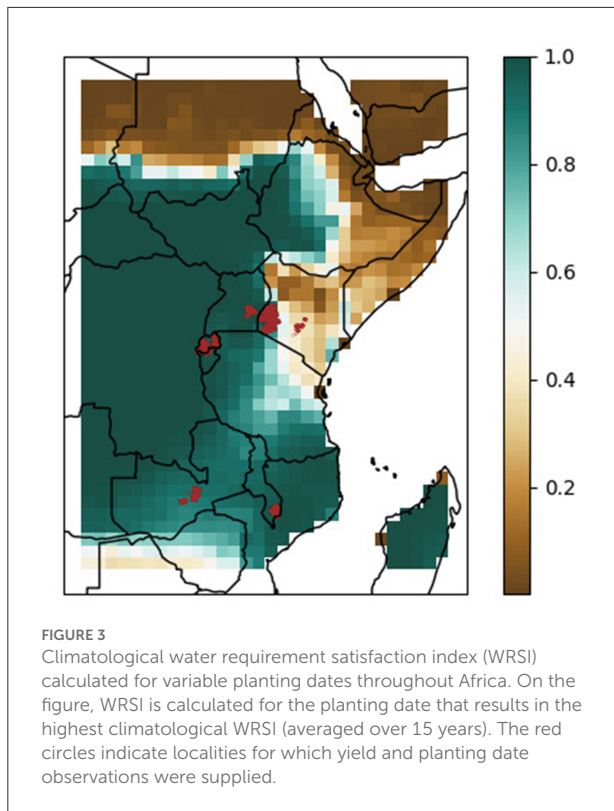 1.0
0.8
0.6
0.4
0.2
FIGURE 3
Climatological water requirement satisfaction index (WRSI)
calculated for variable planting dates throughout Africa. On the
figure, WRSI is calculated for the planting date that results in the
highest climatological WRSI (averaged over 15 years). The red
circles indicate localities for which yield and planting date
observations were supplied.